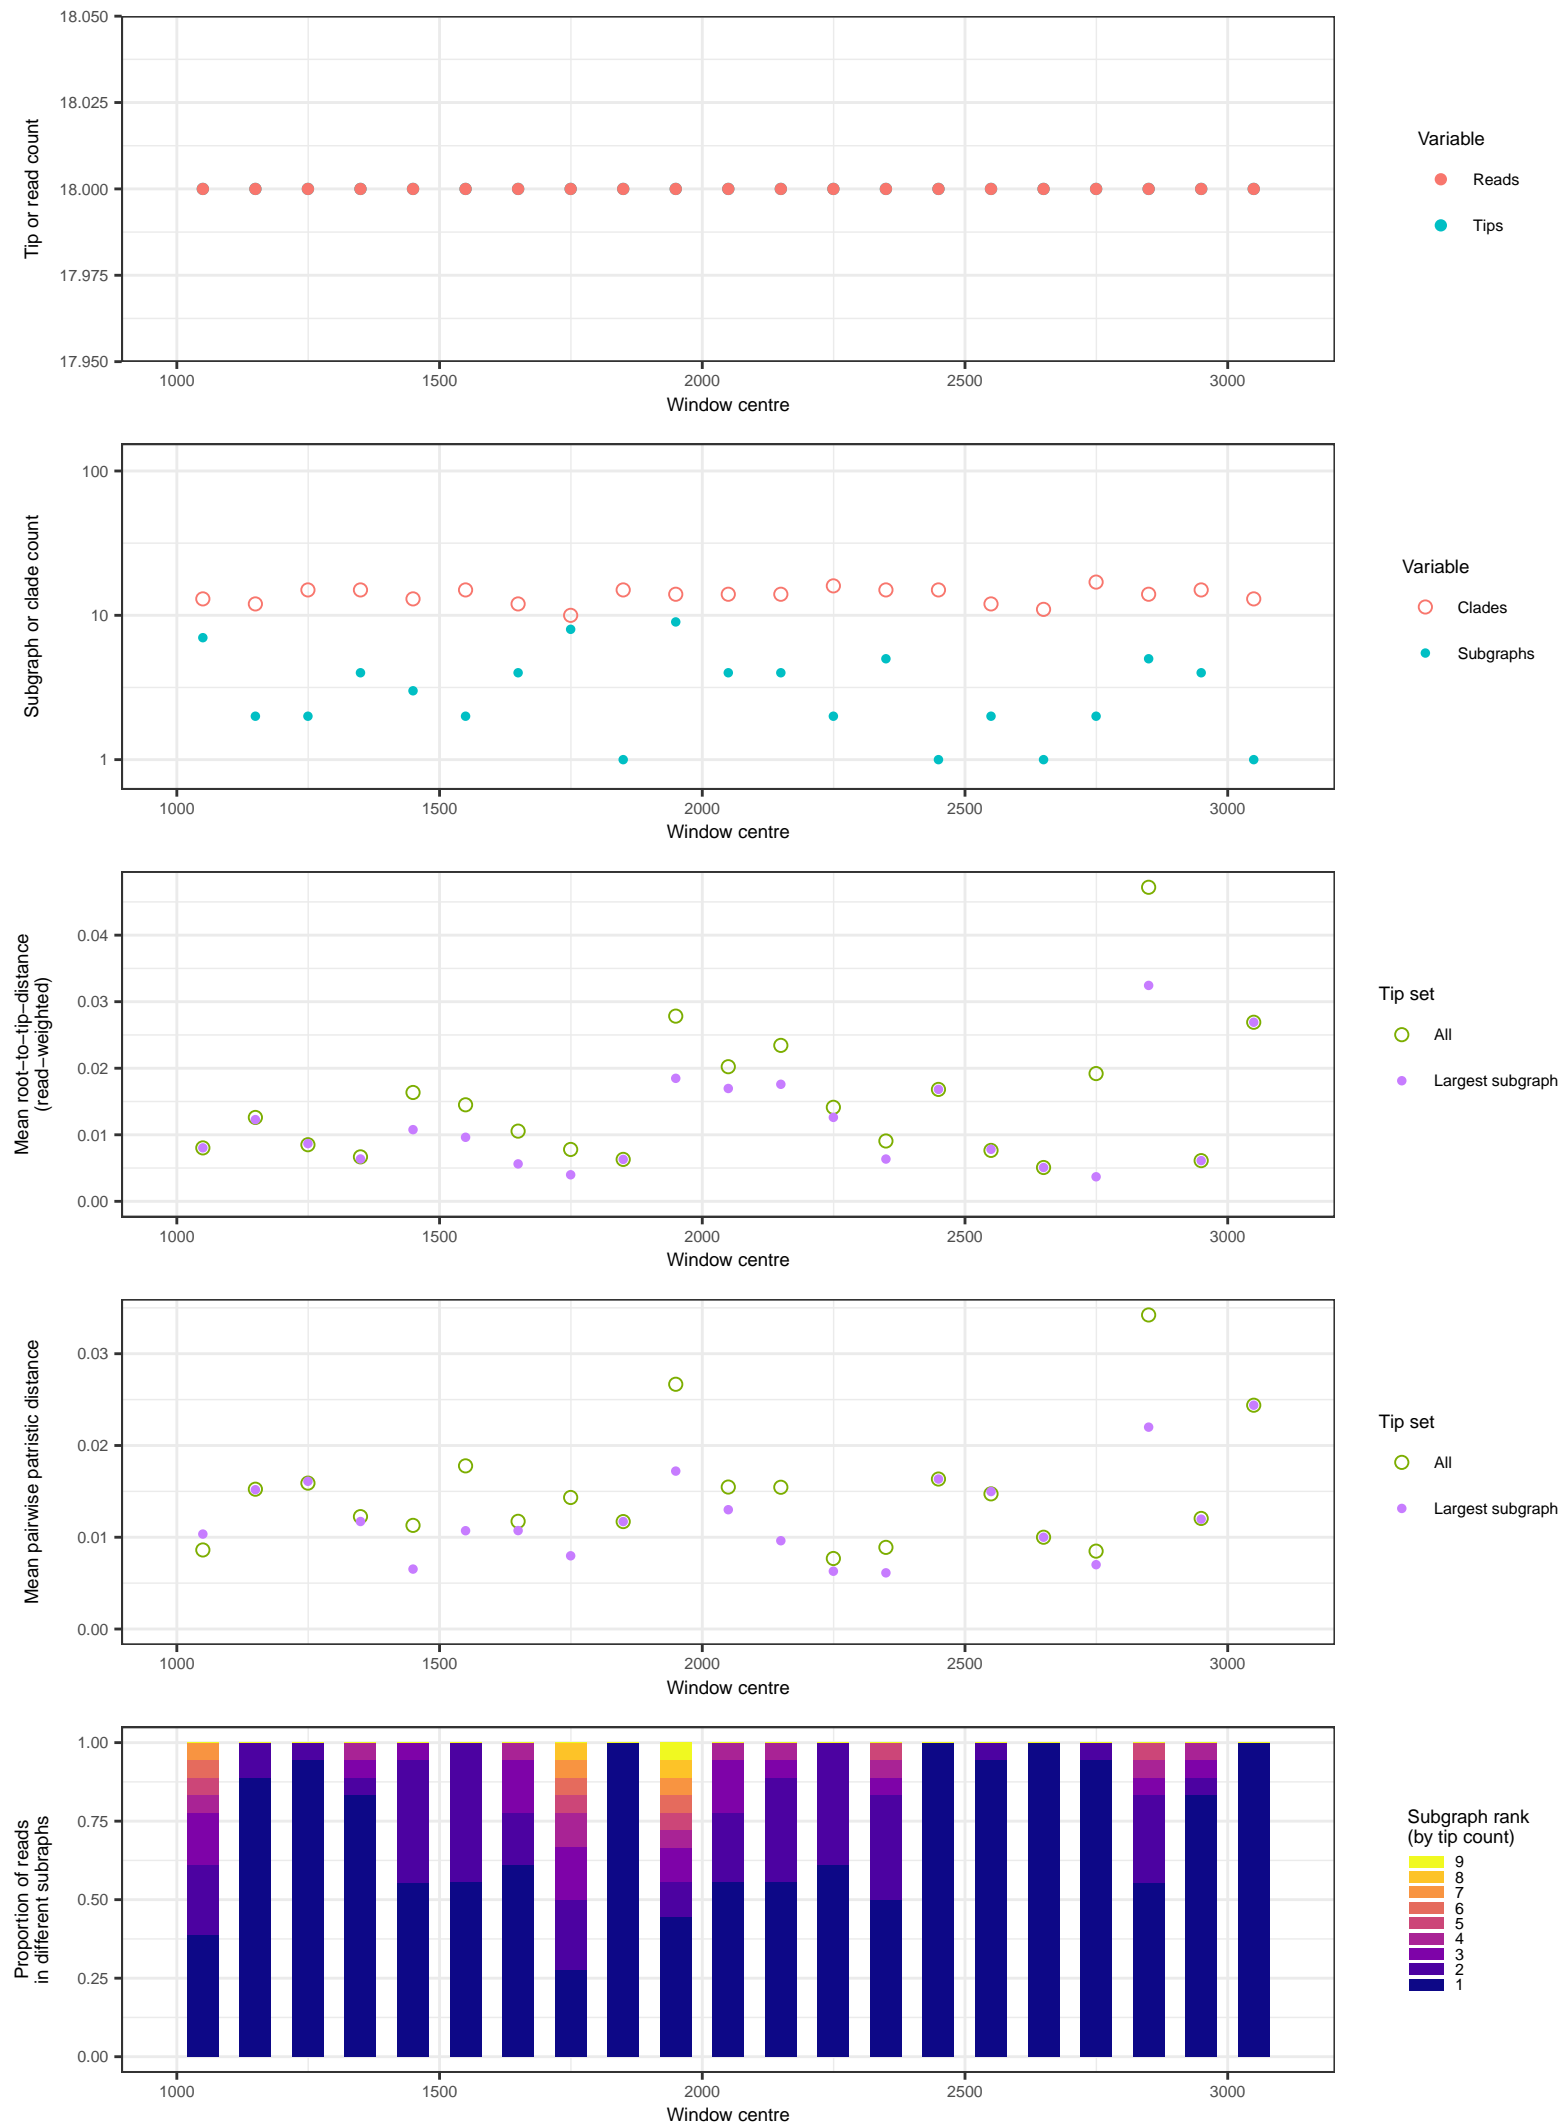 18.050
18.025
18.000
17.975
17.950
Tip or read count
1000 1500 2000 2500 3000
Window centre
Variable
Reads
Tips
100
10
1
Subgraph or clade count
1000 1500 2000 2500 3000
Window centre
Variable
Clades
Subgraphs
0.04
0.03
0.02
0.01
0.00
Mean root−to−tip−distance
(read−weighted)
1000 1500 2000 2500 3000
Window centre
Tip set
All
Largest subgraph
0.03
0.02
0.01
0.00
Mean pairwise patristic distance
1000 1500 2000 2500 3000
Window centre
Tip set
All
Largest subgraph
1.00
0.75
0.50
0.25
0.00
Proportion of reads
in different subraphs
1000 1500 2000 2500 3000
Window centre
Subgraph rank
(by tip count)
9
8
7
6
5
4
3
2
1